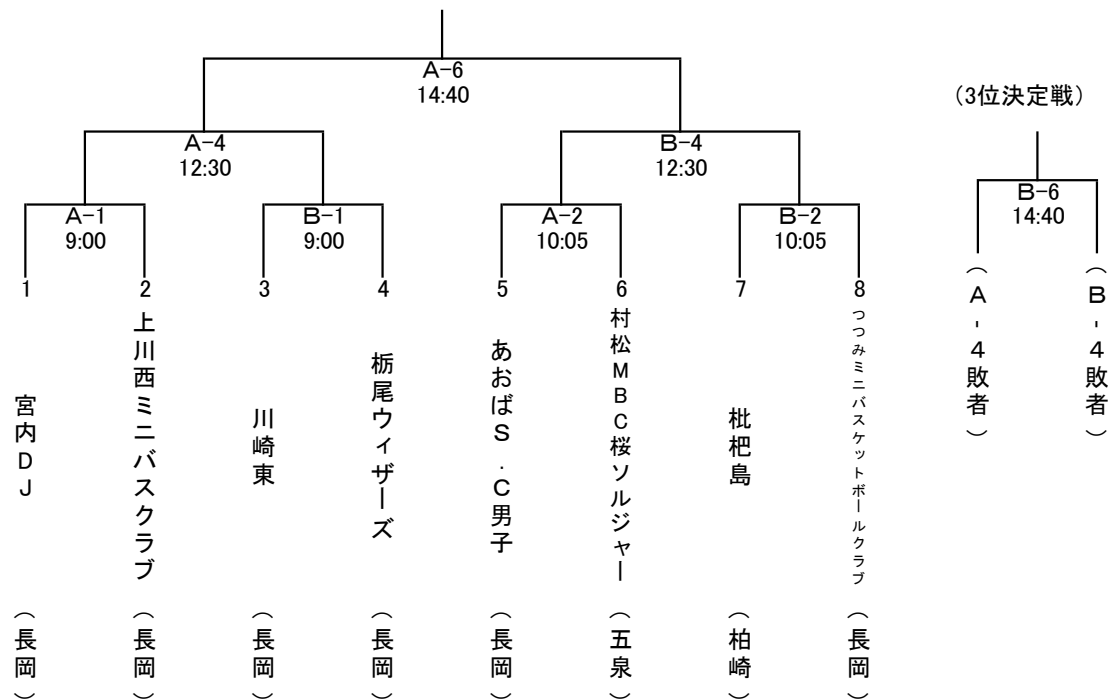 A-6
14:40
（3位決定戦）
A-4
12:30
B-4
12:30
B-6
14:40
A-1
9:00
B-1
9:00
A-2
10:05
B-2
10:05
1
2
3
4
5
6
7
8
宮内DJ
（長岡）
上川西ミニバスクラブ
（長岡）
川崎東
（長岡）
栃尾ウィザーズ
（長岡）
あおばS.C男子
（長岡）
村松MBC桜ソルジャー
（五泉）
枇杷島
（柏崎）
つつみミニバスケットボールクラブ
（長岡）
（A-4敗者）
（B-4敗者）